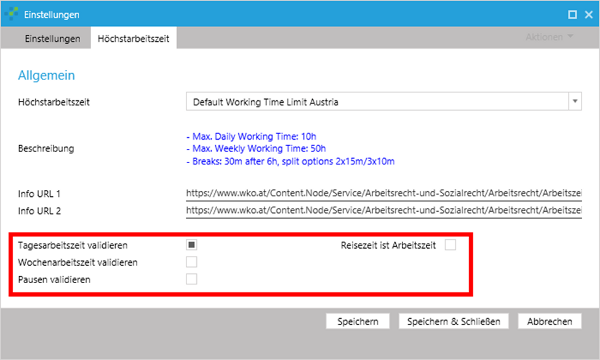 Einstellungen
Einstellungen Höchstarbeitszeit Aktionen
Allgemein
Höchstarbeitszeit Default Working Time Limit Austria
- Max. Daily Working Time: 10h
Beschreibung - Max. Weekly Working Time: 50h
- Breaks: 30m after 6h, split options 2x15m/3x10m
Info URL 1 https://www.wko.at/Content.Node/Service/Arbeitsrecht-und-Sozialrecht/Arbeitsrecht/Arbeitszei
Info URL 2 https://www.wko.at/Content.Node/Service/Arbeitsrecht-und-Sozialrecht/Arbeitsrecht/Arbeitszei
Tagesarbeitszeit validieren Reisezeit ist Arbeitszeit
Wochenarbeitszeit validieren
Pausen validieren
Speichern Speichern & Schließen Abbrechen